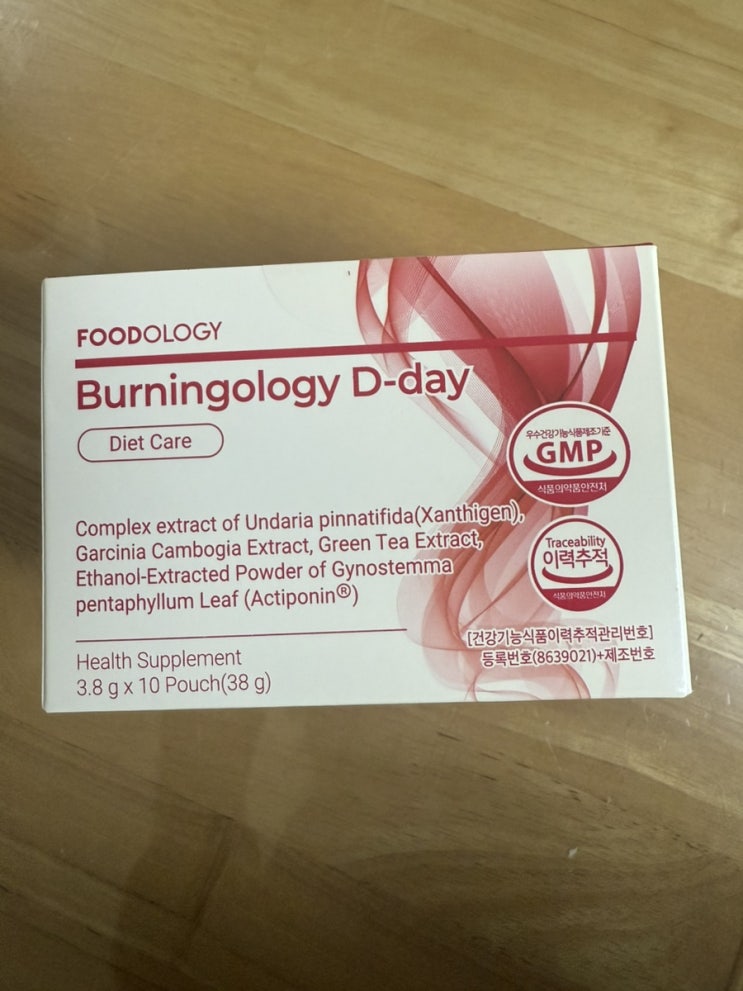 FOODOLOGY
Burningology D-day
Diet Care
우수건강기능식품제조기준
GMP
식품의약품안전처
Complex extract of Undaria pinnatifida(Xanthigen),
Garcinia Cambogia Extract, Green Tea Extract,
Ethanol-Extracted Powder of Gynostemma
pentaphyllum Leaf (Actiponin®)
Traceability
이력추적
식품의약품안전처
[건강기능식품이력추적관리번호]
등록번호(8639021)+제조번호
Health Supplement
3.8 g x 10 Pouch(38 g)